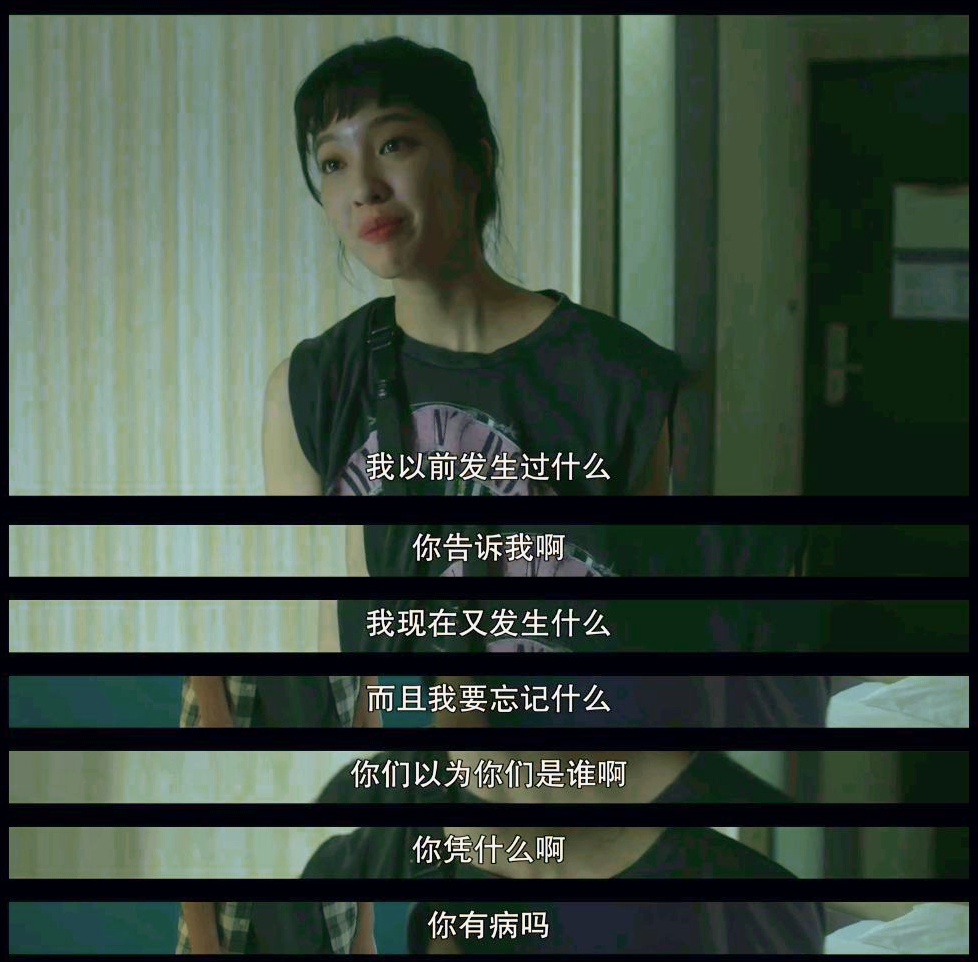 我以前发生过什么
你告诉我啊
我现在又发生什么
而且我要忘记什么
你们以为你们是谁啊
你凭什么啊
你有病吗